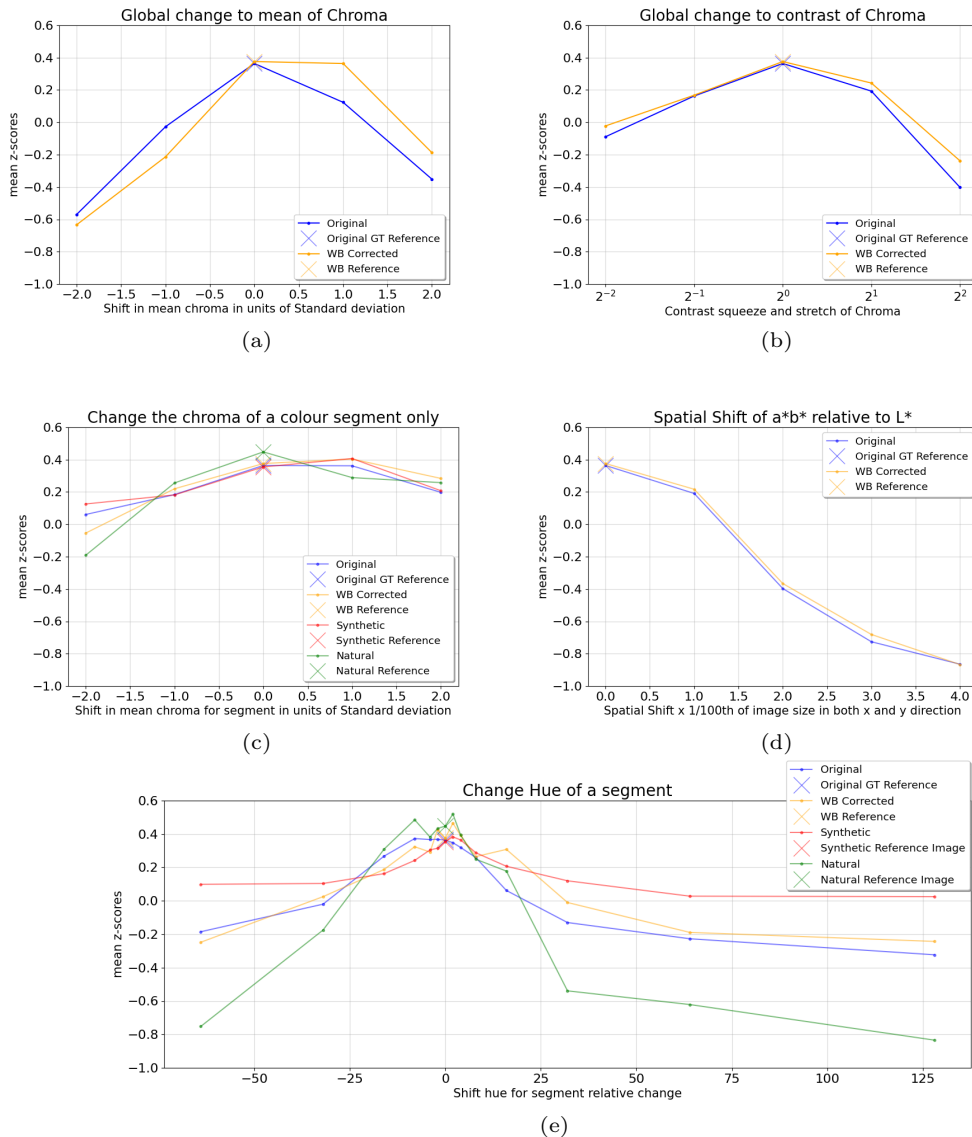 Global change to mean of Chroma
0.6
0.4
0.2
0.0
−0.2
−0.4
−0.6
−0.8
−1.0
mean z-scores
Original
Original GT Reference
WB Corrected
WB Reference
−2.0 −1.5 −1.0 −0.5 0.0 0.5 1.0 1.5 2.0
Shift in mean chroma in units of Standard deviation
(a)
Global change to contrast of Chroma
0.6
0.4
0.2
0.0
−0.2
−0.4
−0.6
−0.8
−1.0
mean z-scores
Original
Original GT Reference
WB Corrected
WB Reference
2⁻² 2⁻¹ 2⁰ 2¹ 2²
Contrast squeeze and stretch of Chroma
(b)
Change the chroma of a colour segment only
0.6
0.4
0.2
0.0
−0.2
−0.4
−0.6
−0.8
−1.0
mean z-scores
Original
Original GT Reference
WB Corrected
WB Reference
Synthetic
Synthetic Reference
Natural
Natural Reference
−2.0 −1.5 −1.0 −0.5 0.0 0.5 1.0 1.5 2.0
Shift in mean chroma for segment in units of Standard deviation
(c)
Spatial Shift of a*b* relative to L*
0.6
0.4
0.2
0.0
−0.2
−0.4
−0.6
−0.8
−1.0
mean z-scores
Original
Original GT Reference
WB Corrected
WB Reference
0.0 0.5 1.0 1.5 2.0 2.5 3.0 3.5 4.0
Spatial Shift x 1/100th of image size in both x and y direction
(d)
Change Hue of a segment
0.6
0.4
0.2
0.0
−0.2
−0.4
−0.6
−0.8
−1.0
mean z-scores
Original
Original GT Reference
WB Corrected
WB Reference
Synthetic
Synthetic Reference Image
Natural
Natural Reference Image
−50 −25 0 25 50 75 100 125
Shift hue for segment relative change
(e)